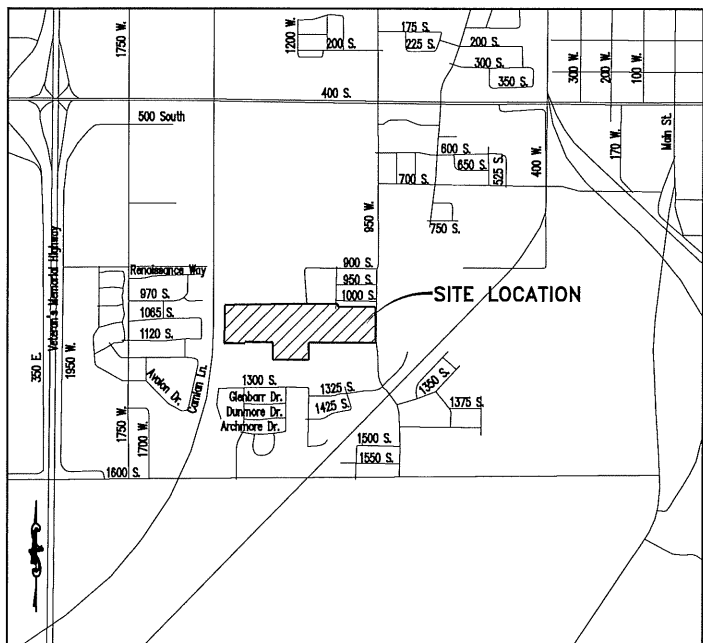 1750 W.
1200 W.
200 S.
175 S.
225 S.
200 S.
300 S.
350 S.
300 W.
200 W.
100 W.
400 S.
500 South
600 S.
650 S.
525 S.
700 S.
400 W.
170 W.
Main St.
950 W.
750 S.
Veteran's Memorial Highway
350 E.
1950 W.
Renaissance Way
970 S.
1065 S.
1120 S.
Avalon Dr.
900 S.
950 S.
1000 S.
SITE LOCATION
1300 S.
Glenbarr Dr.
Dunmore Dr.
Archmore Dr.
1325 S.
1425 S.
1350 S.
1375 S.
1750 W.
1700 W.
1500 S.
1550 S.
1600 S.